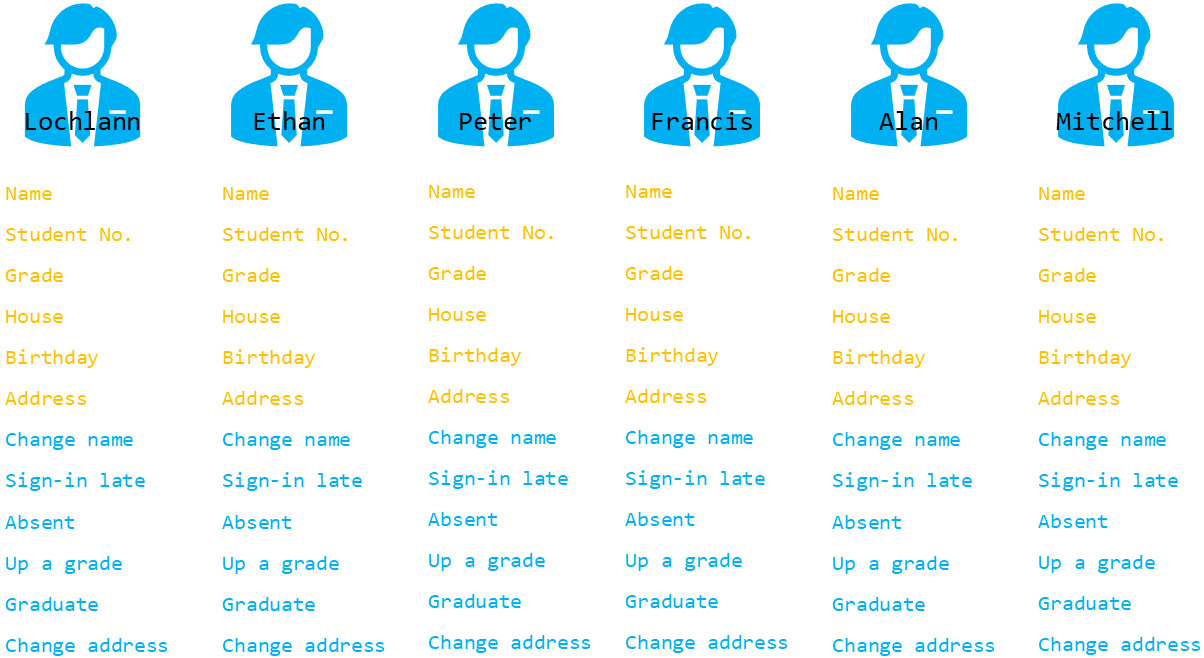 Lochlann Ethan Peter Francis Alan Mitchell
Name Name Name Name Name Name
Student No. Student No. Student No. Student No. Student No. Student No.
Grade Grade Grade Grade Grade Grade
House House House House House House
Birthday Birthday Birthday Birthday Birthday Birthday
Address Address Address Address Address Address
Change name Change name Change name Change name Change name Change name
Sign-in late Sign-in late Sign-in late Sign-in late Sign-in late Sign-in late
Absent Absent Absent Absent Absent Absent
Up a grade Up a grade Up a grade Up a grade Up a grade Up a grade
Graduate Graduate Graduate Graduate Graduate Graduate
Change address Change address Change address Change address Change address Change address